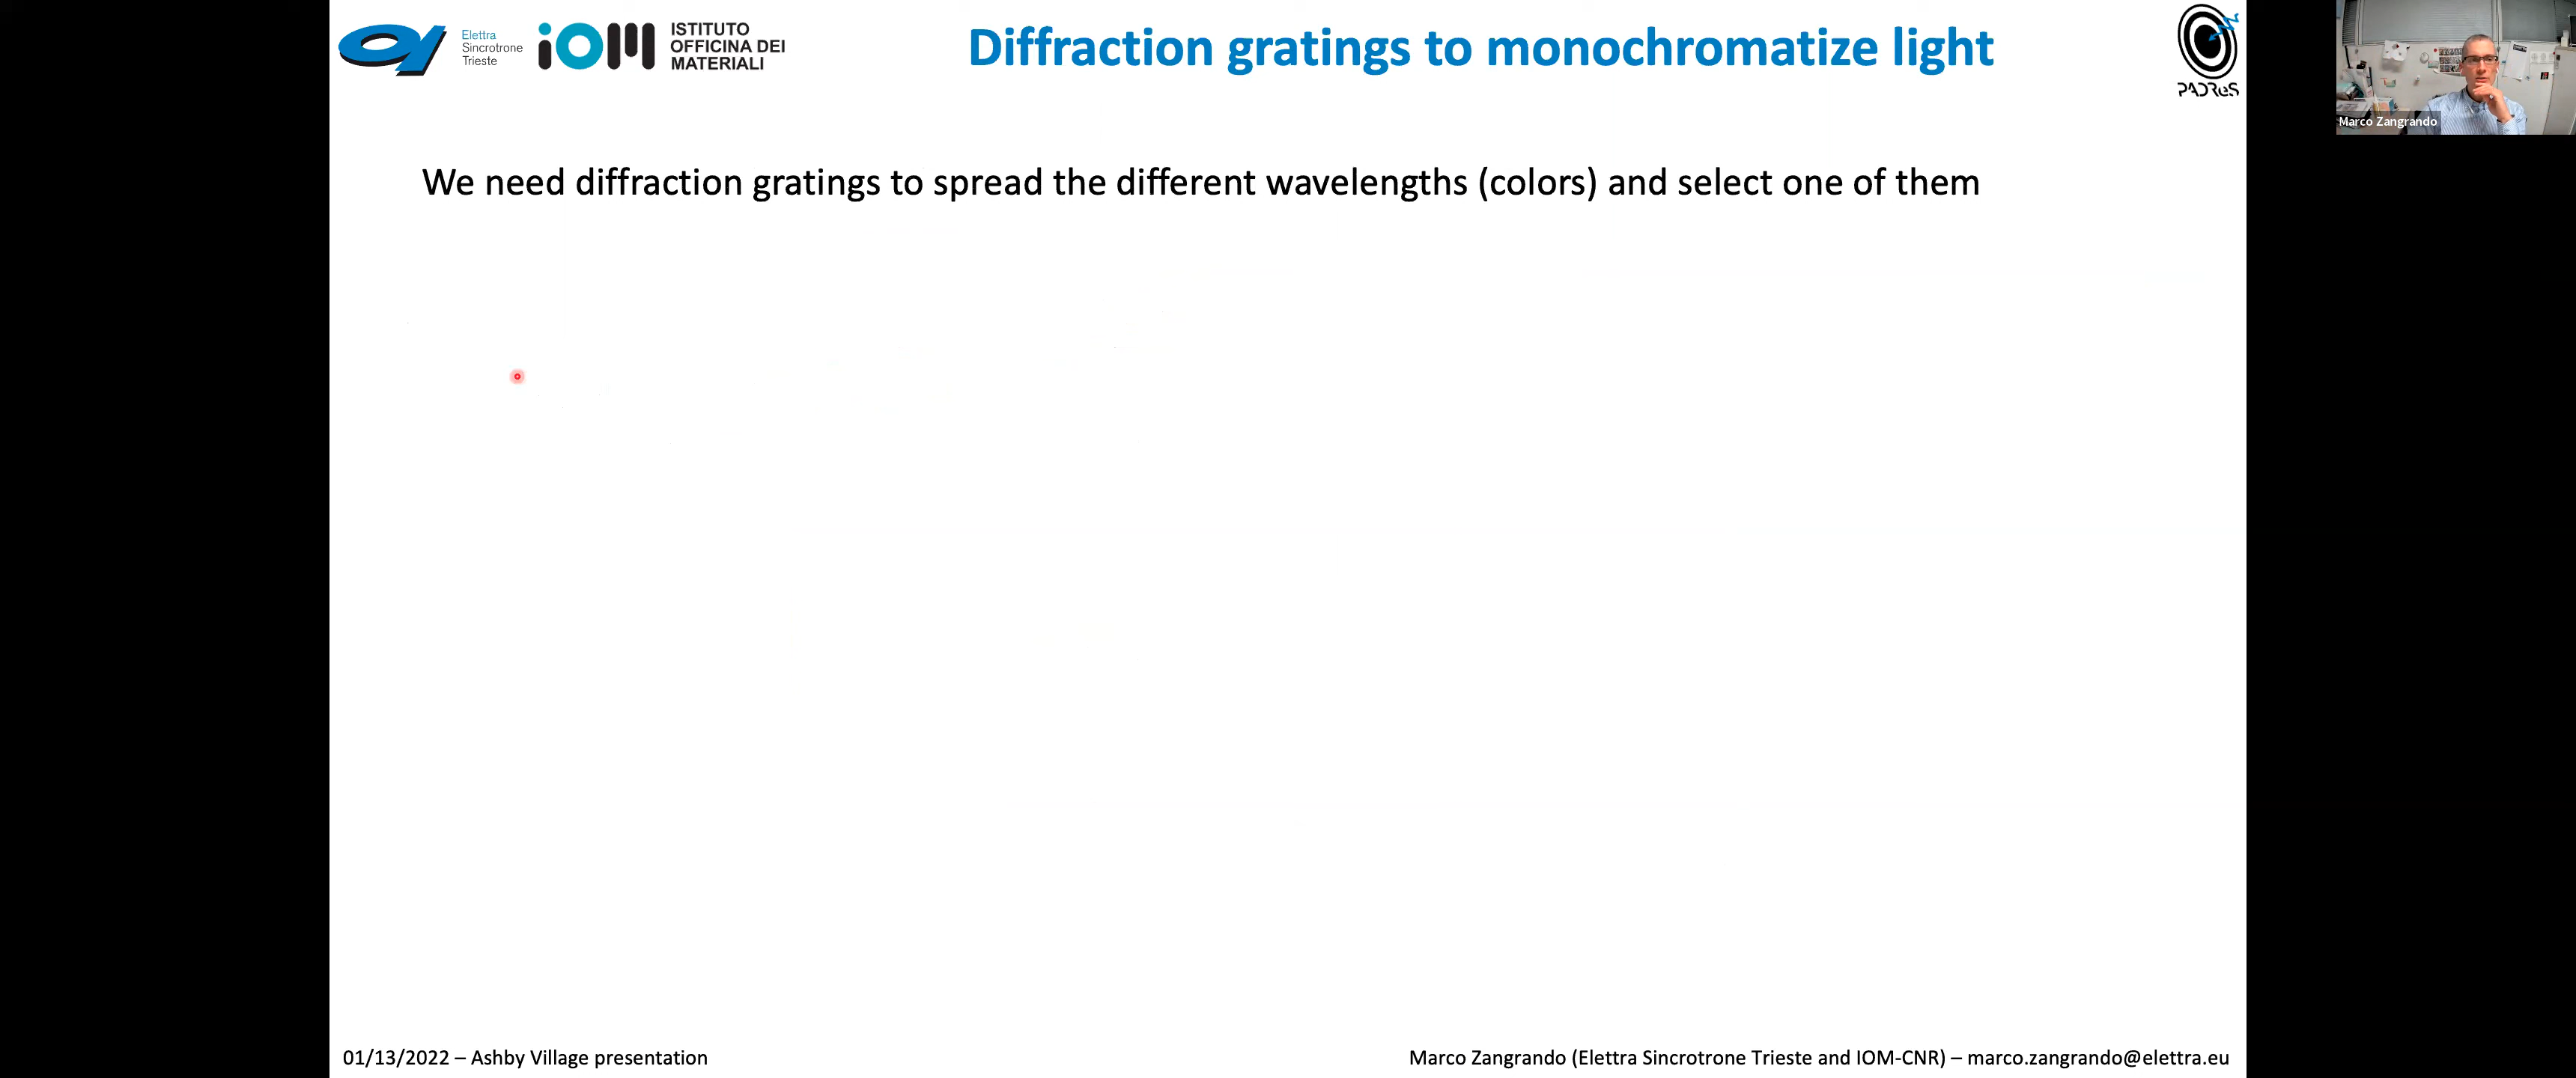 Elettra
Sincrotrone
Trieste
iOM
ISTITUTO
OFFICINA DEI
MATERIALI
Diffraction gratings to monochromatize light
PADReS
Marco Zangrando
We need diffraction gratings to spread the different wavelengths (colors) and select one of them
01/13/2022 – Ashby Village presentation
Marco Zangrando (Elettra Sincrotrone Trieste and IOM-CNR) – marco.zangrando@elettra.eu